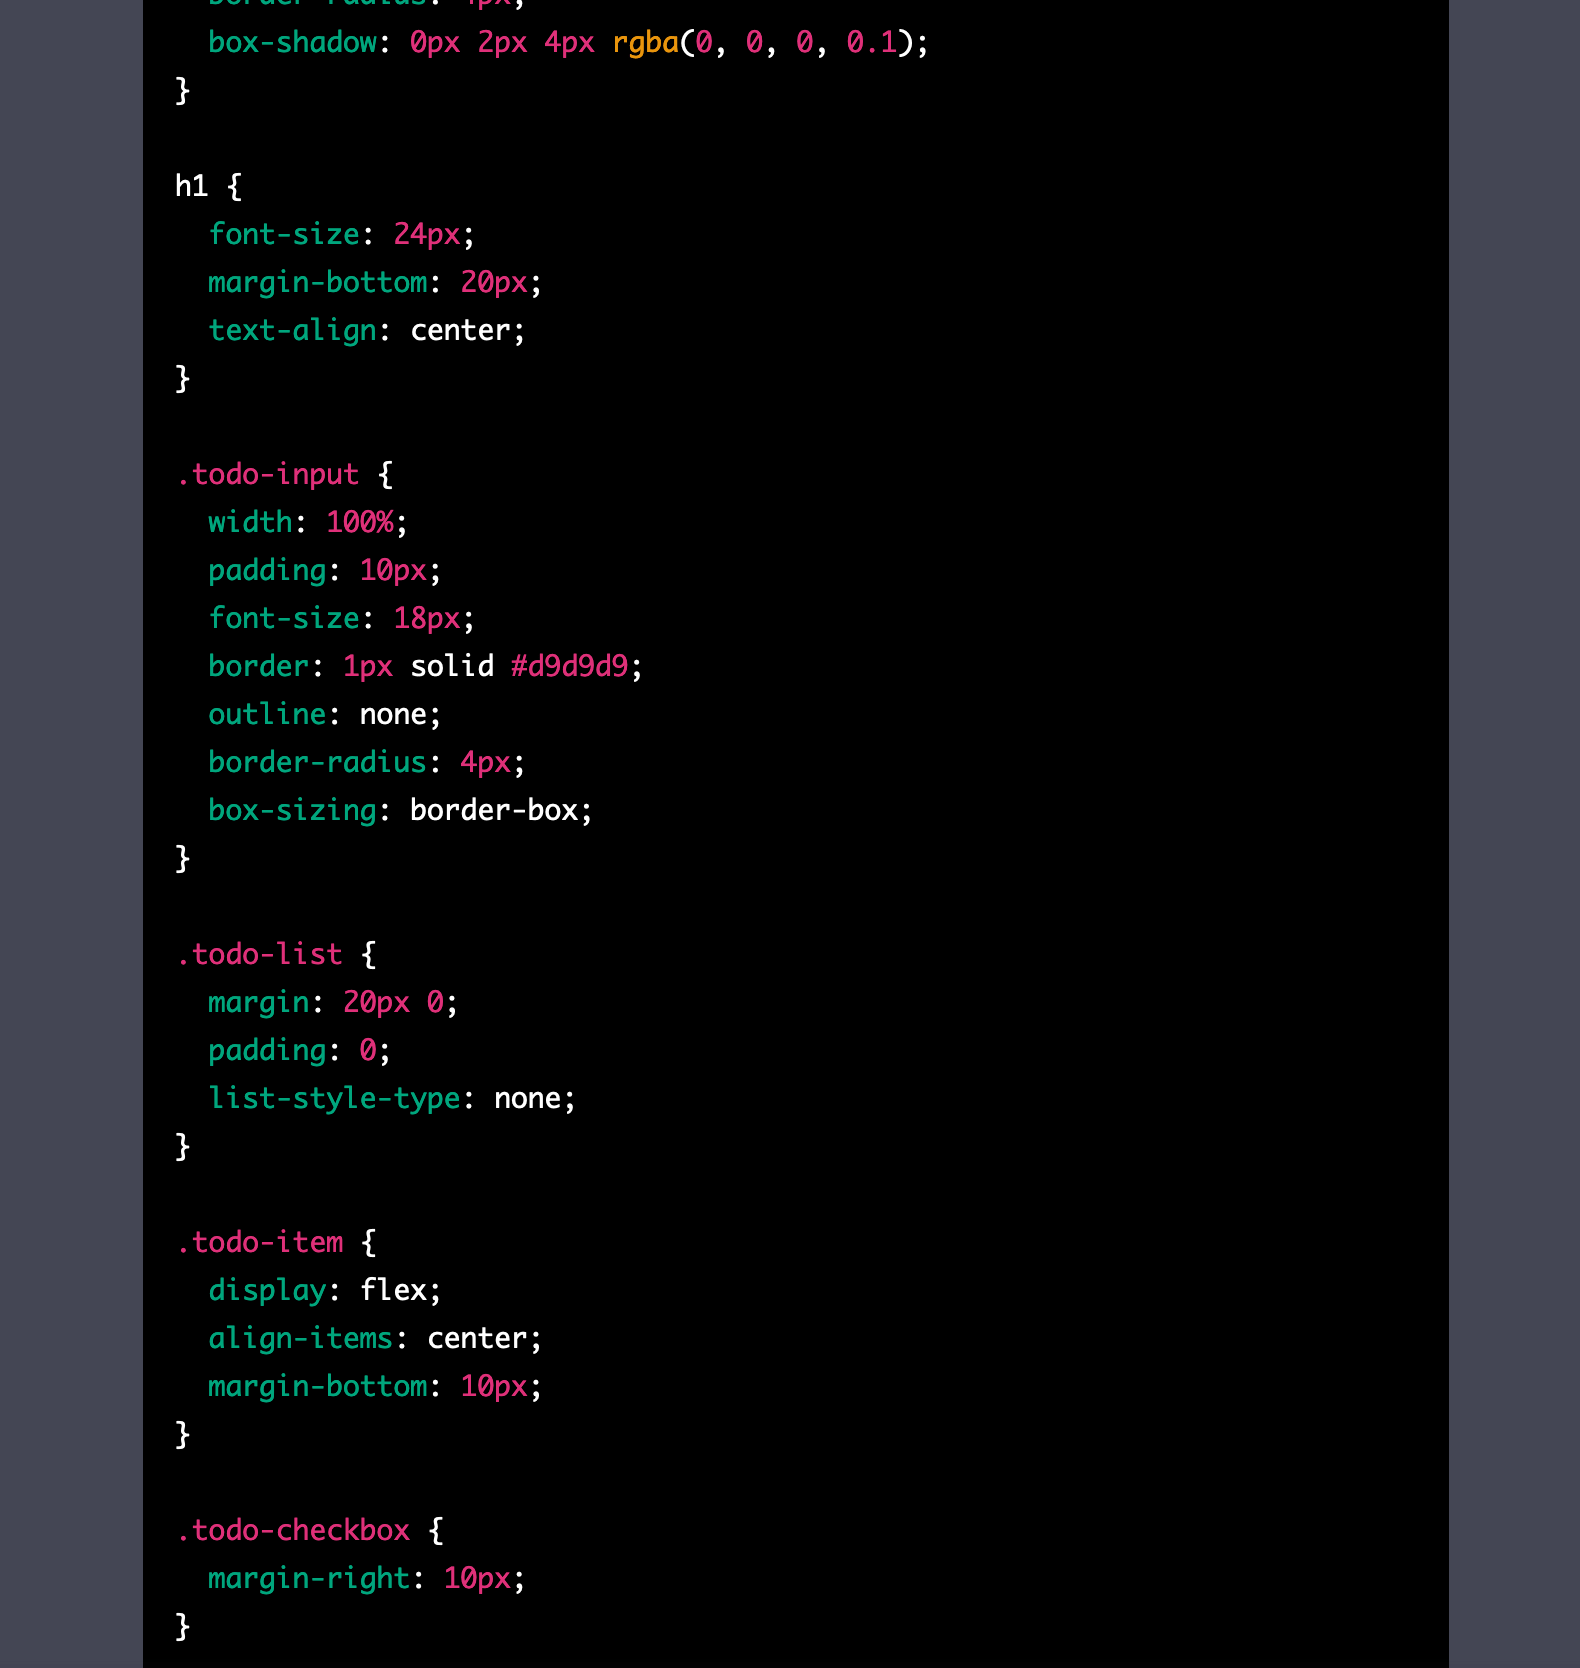 border-radius: 4px;
box-shadow: 0px 2px 4px rgba(0, 0, 0, 0.1);
}
h1 {
font-size: 24px;
margin-bottom: 20px;
text-align: center;
}
.todo-input {
width: 100%;
padding: 10px;
font-size: 18px;
border: 1px solid #d9d9d9;
outline: none;
border-radius: 4px;
box-sizing: border-box;
}
.todo-list {
margin: 20px 0;
padding: 0;
list-style-type: none;
}
.todo-item {
display: flex;
align-items: center;
margin-bottom: 10px;
}
.todo-checkbox {
margin-right: 10px;
}